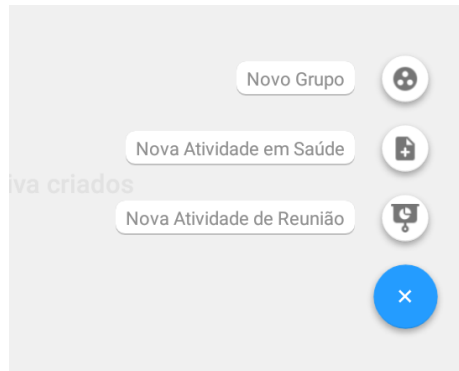 Novo Grupo
Nova Atividade em Saúde
iva criados
Nova Atividade de Reunião